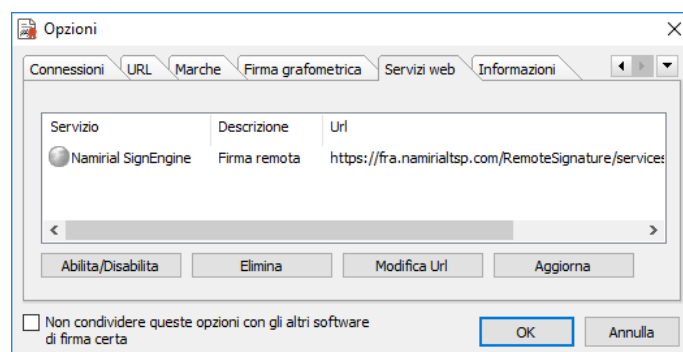 Opzioni
Connessioni URL Marche Firma grafometrica Servizi web Informazioni
Servizio Descrizione Url
Namirial SignEngine Firma remota https://fra.namirialtsp.com/RemoteSignature/services
Abilita/Disabilita Elimina Modifica Url Aggiorna
Non condividere queste opzioni con gli altri software
di firma certa
OK Annulla